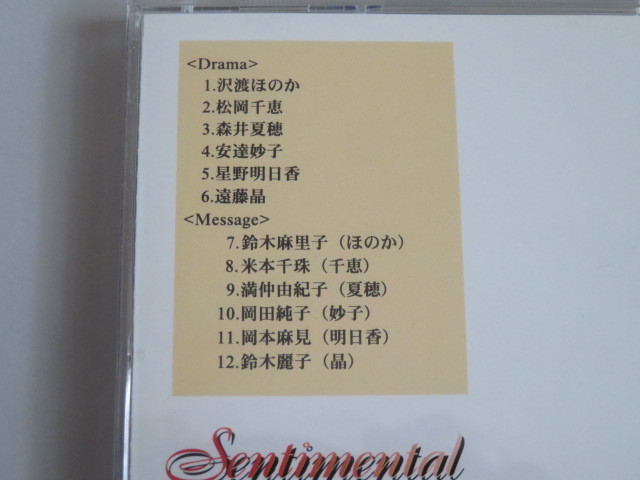 <Drama>
1.沢渡ほのか
2.松岡千恵
3.森井夏穂
4.安達妙子
5.星野明日香
6.遠藤晶
<Message>
7.鈴木麻里子（ほのか）
8.米本千珠（千恵）
9.満仲由紀子（夏穂）
10.岡田純子（妙子）
11.岡本麻見（明日香）
12.鈴木麗子（晶）
Sentimental